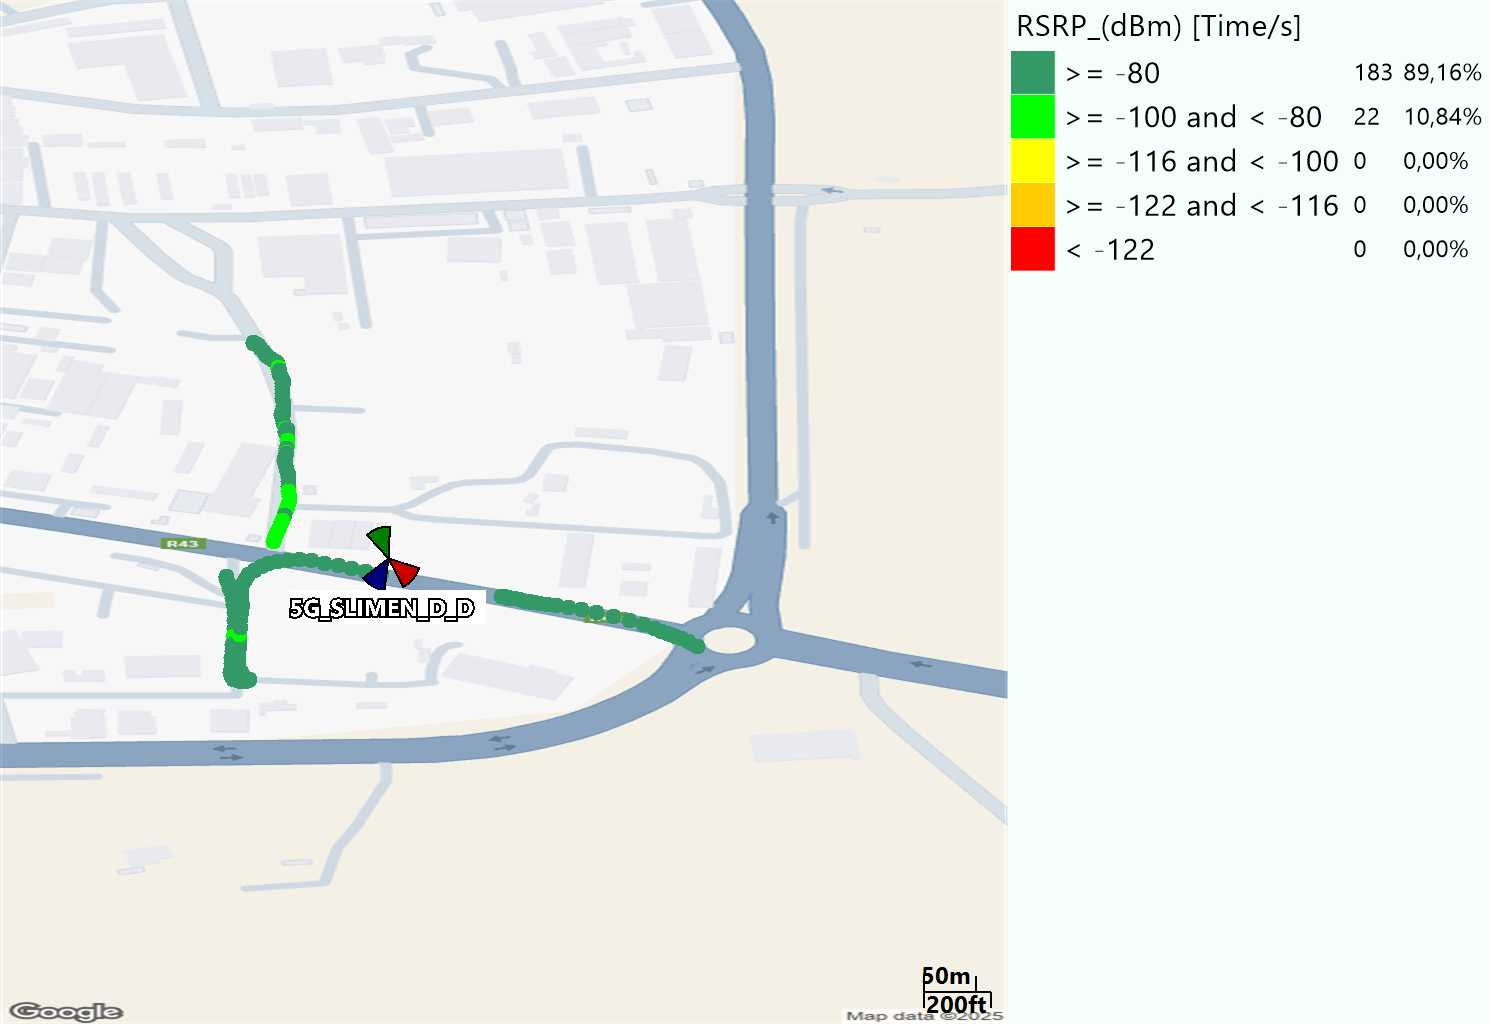 RSRP_(dBm) [Time/s]
>= -80 183 89,16%
>= -100 and < -80 22 10,84%
>= -116 and < -100 0 0,00%
>= -122 and < -116 0 0,00%
< -122 0 0,00%
R43
5G_SLIMEN_D_D
50m
200ft
Google
Map data ©2025